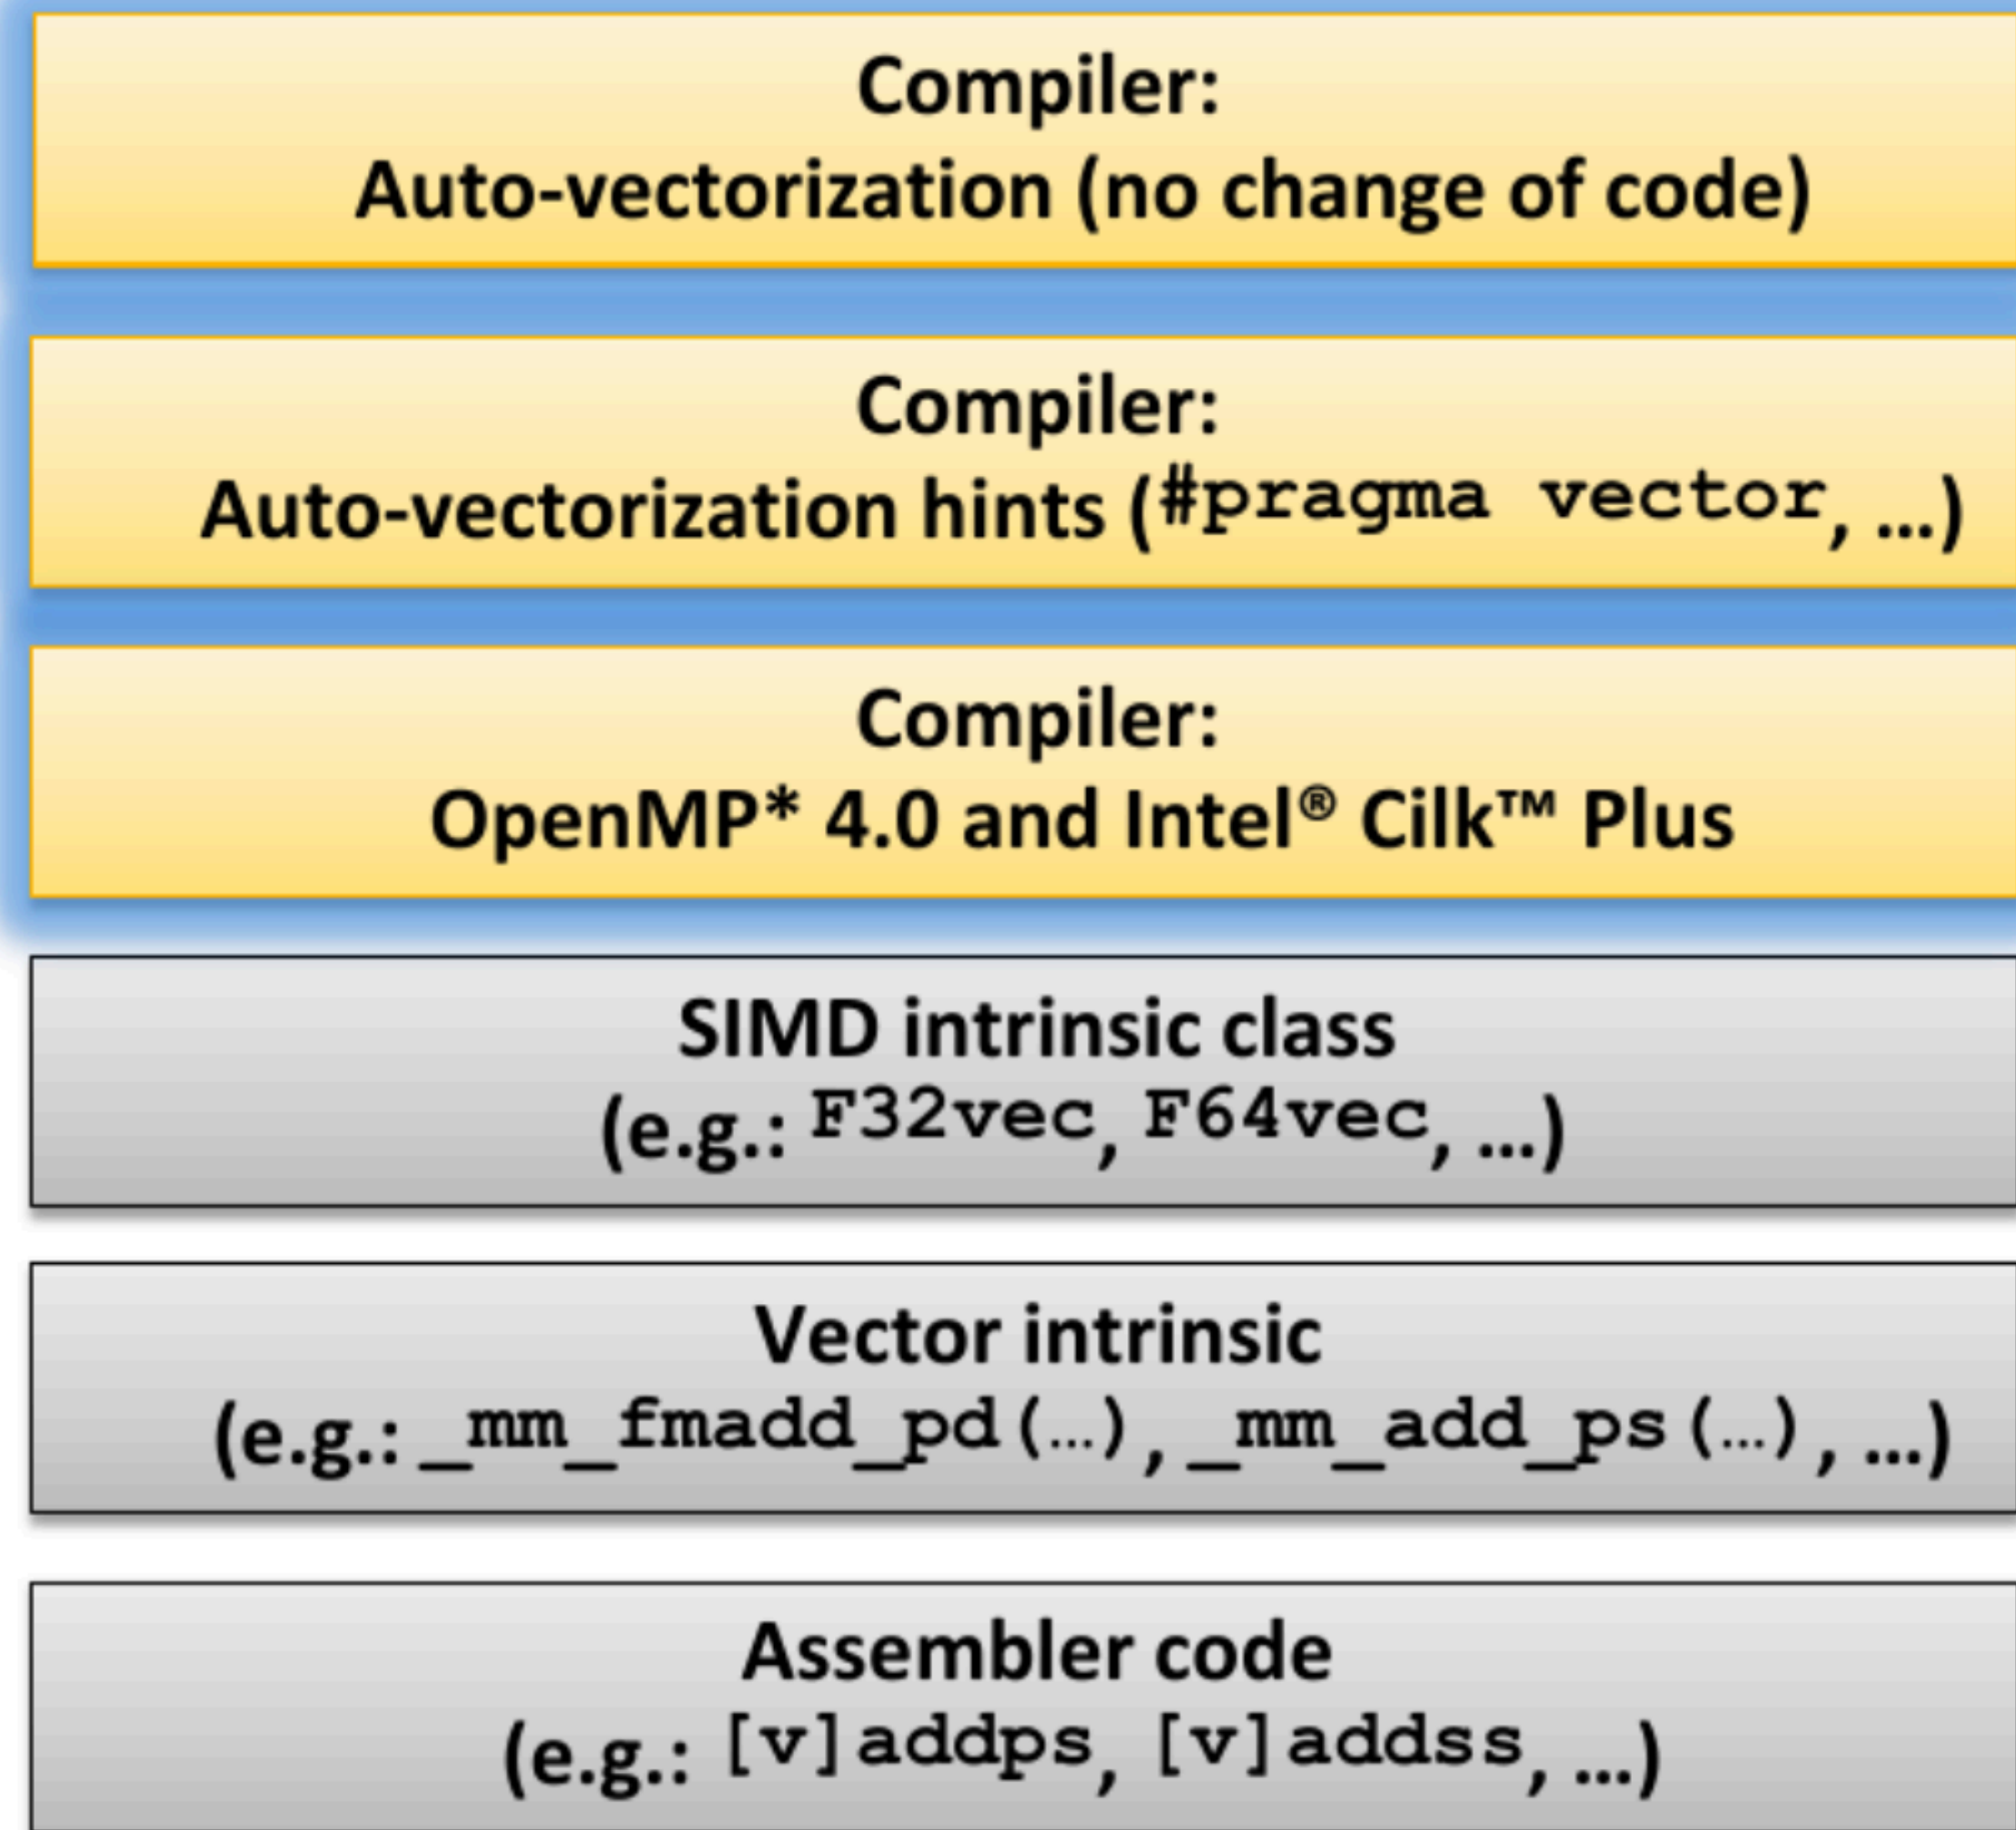 Compiler:
Auto-vectorization (no change of code)
Compiler:
Auto-vectorization hints (#pragma vector, …)
Compiler:
OpenMP* 4.0 and Intel® Cilk™ Plus
SIMD intrinsic class
(e.g.: F32vec, F64vec, …)
Vector intrinsic
(e.g.: _mm_fmadd_pd(…), _mm_add_ps(…), …)
Assembler code
(e.g.: [v]addps, [v]addss, …)